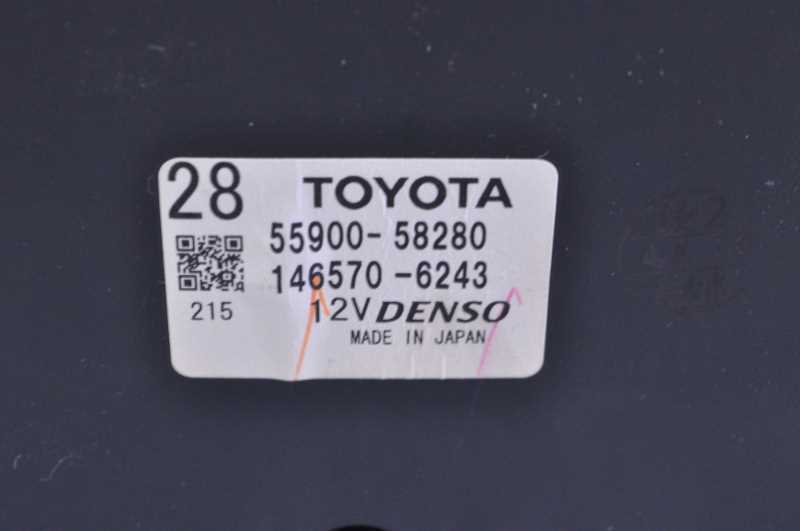 28 TOYOTA
55900-58280
146570-6243
215 12V DENSO
MADE IN JAPAN